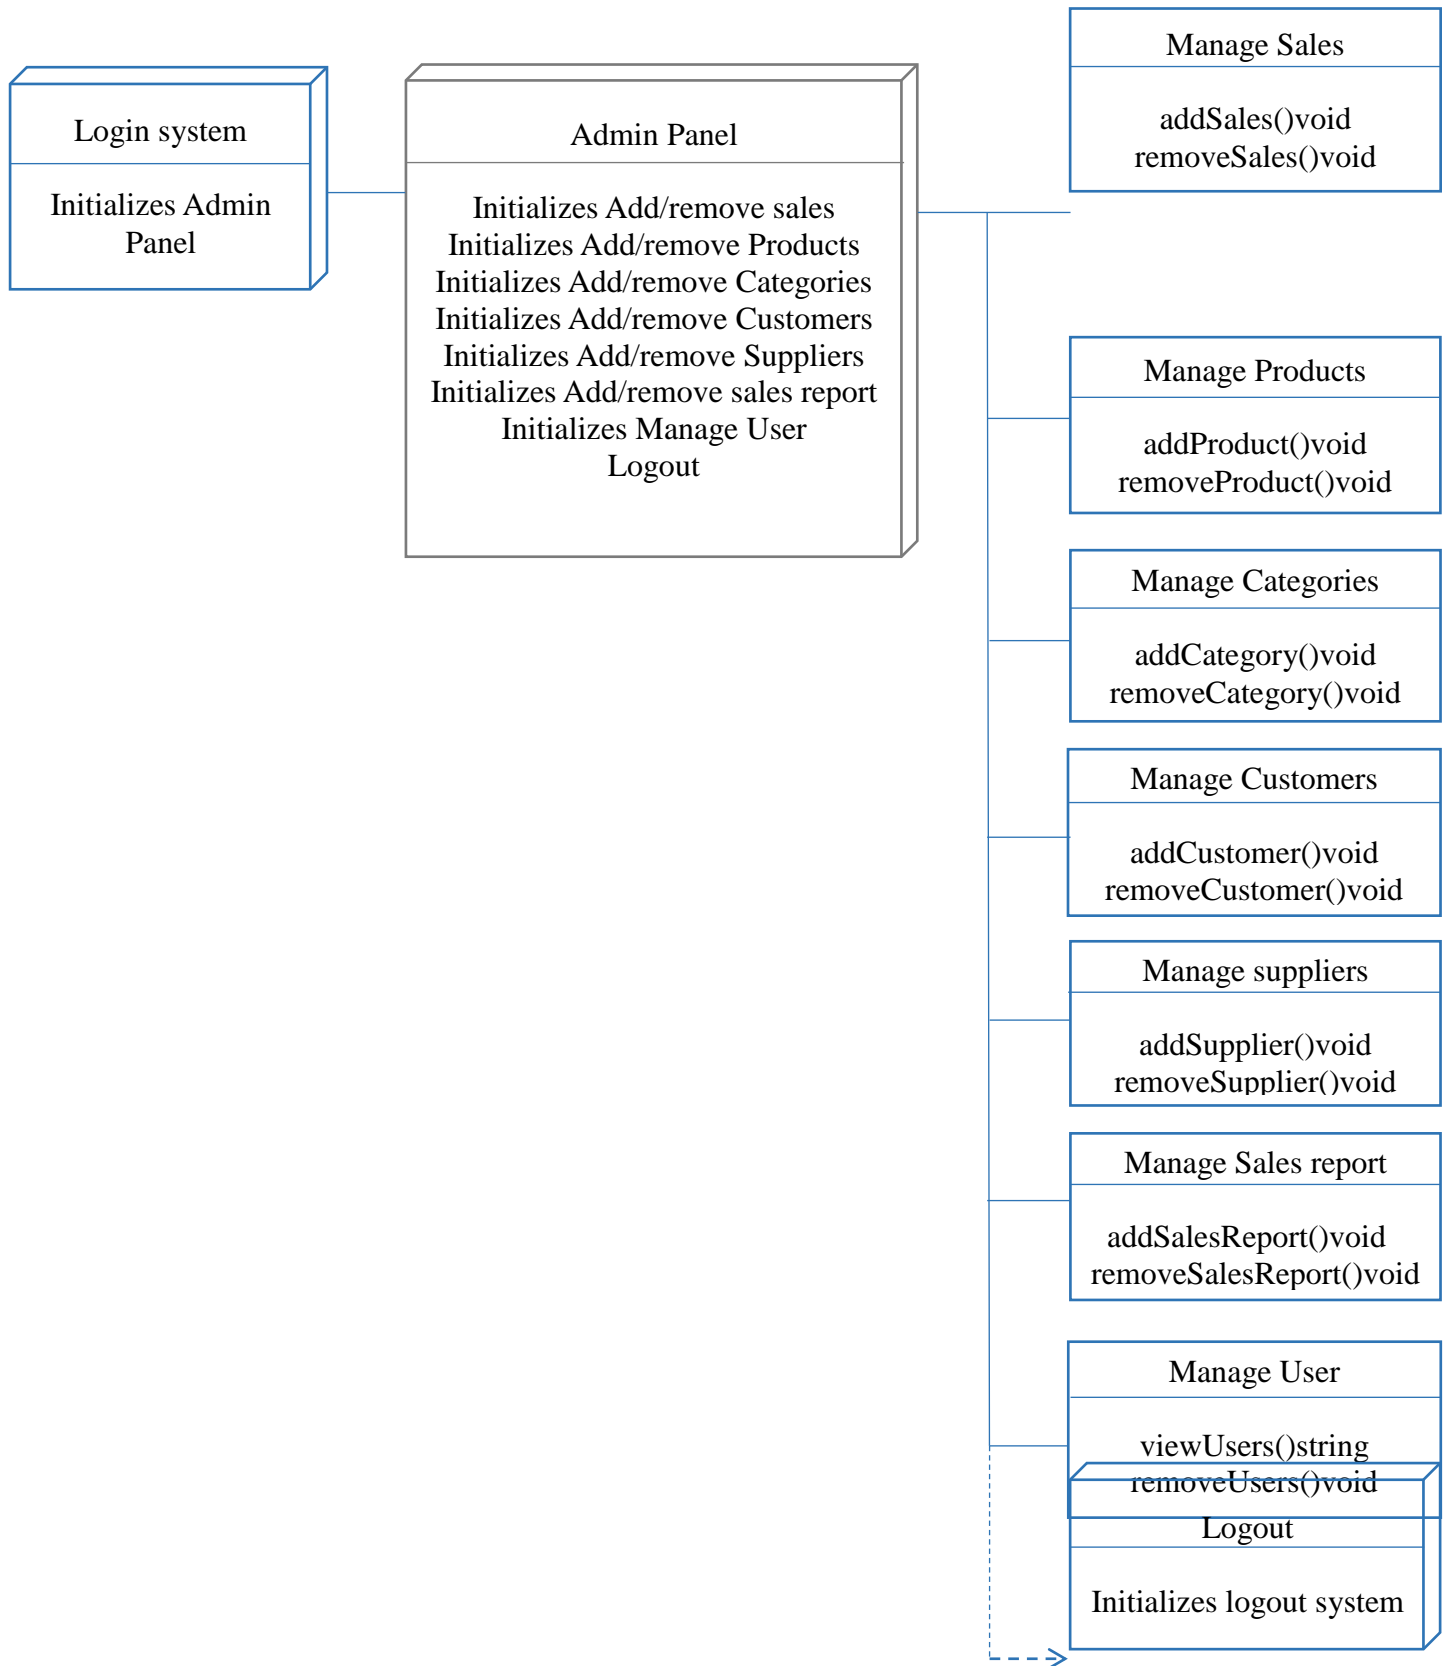 Login system
Initializes Admin
Panel
Admin Panel
Initializes Add/remove sales
Initializes Add/remove Products
Initializes Add/remove Categories
Initializes Add/remove Customers
Initializes Add/remove Suppliers
Initializes Add/remove sales report
Initializes Manage User
Logout
Manage Sales
addSales()void
removeSales()void
Manage Products
addProduct()void
removeProduct()void
Manage Categories
addCategory()void
removeCategory()void
Manage Customers
addCustomer()void
removeCustomer()void
Manage suppliers
addSupplier()void
removeSupplier()void
Manage Sales report
addSalesReport()void
removeSalesReport()void
Manage User
viewUsers()string
removeUsers()void
Logout
Initializes logout system